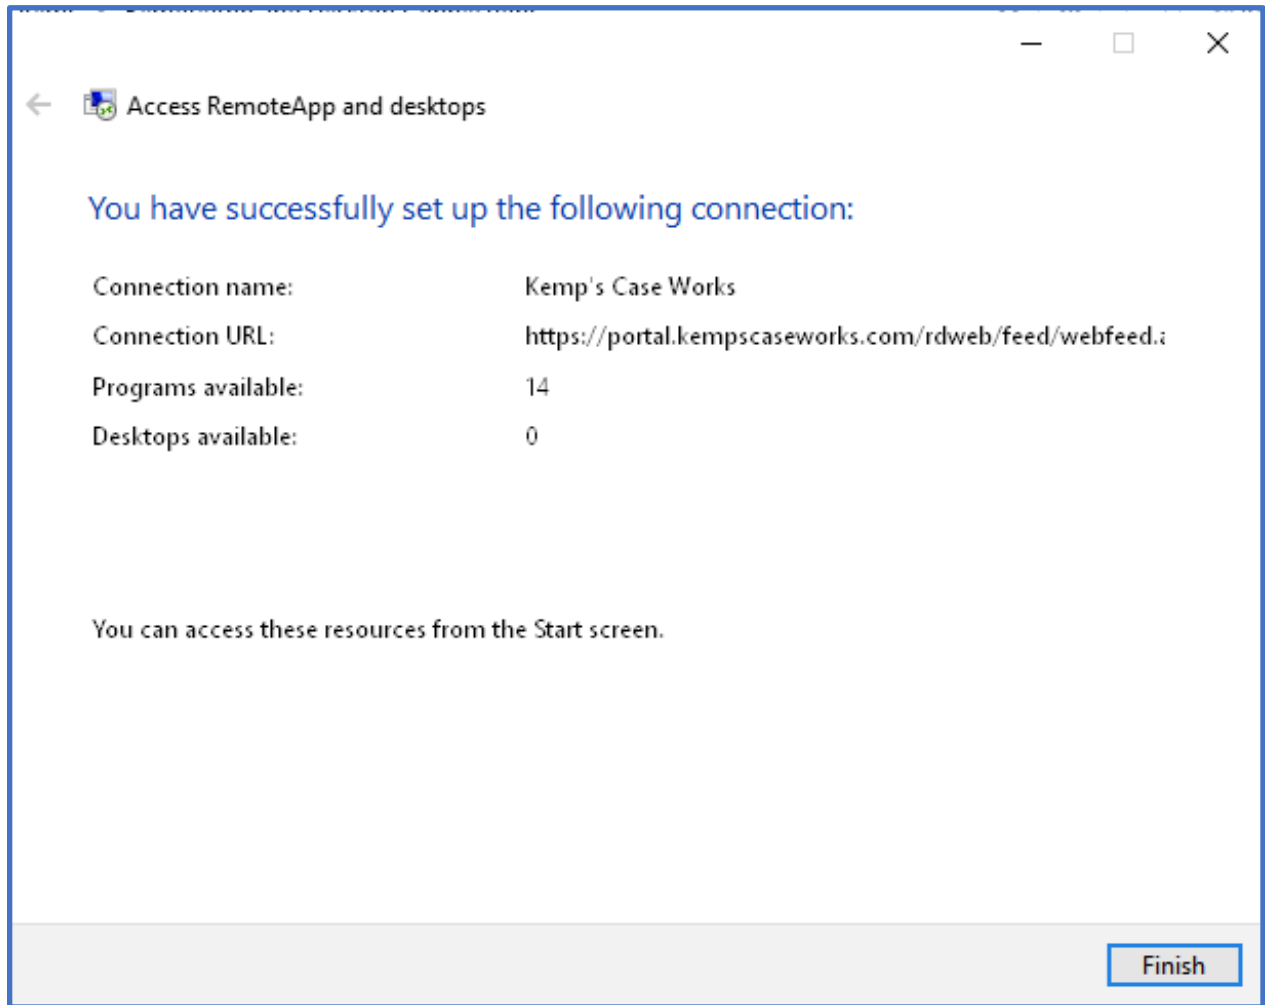 Access RemoteApp and desktops
You have successfully set up the following connection:
Connection name: Kemp's Case Works
Connection URL: https://portal.kempscaseworks.com/rdweb/feed/webfeed.a
Programs available: 14
Desktops available: 0
You can access these resources from the Start screen.
Finish